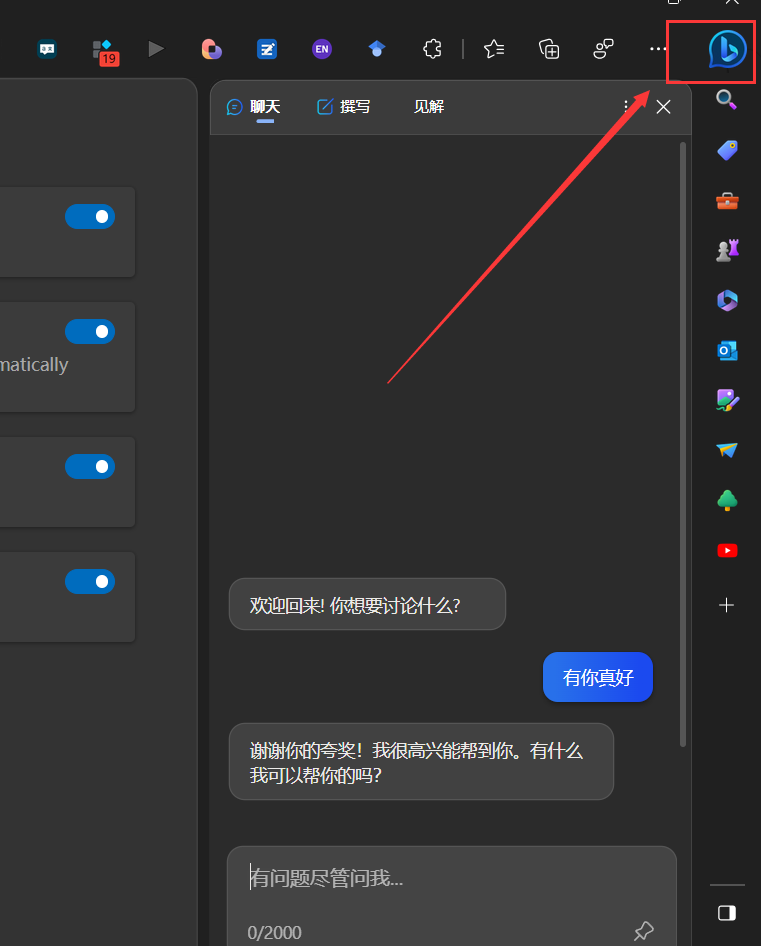 19
EN
聊天
撰写
见解
matically
欢迎回来! 你想要讨论什么?
有你真好
谢谢你的夸奖！我很高兴能帮到你。有什么
我可以帮你的吗?
有问题尽管问我...
0/2000